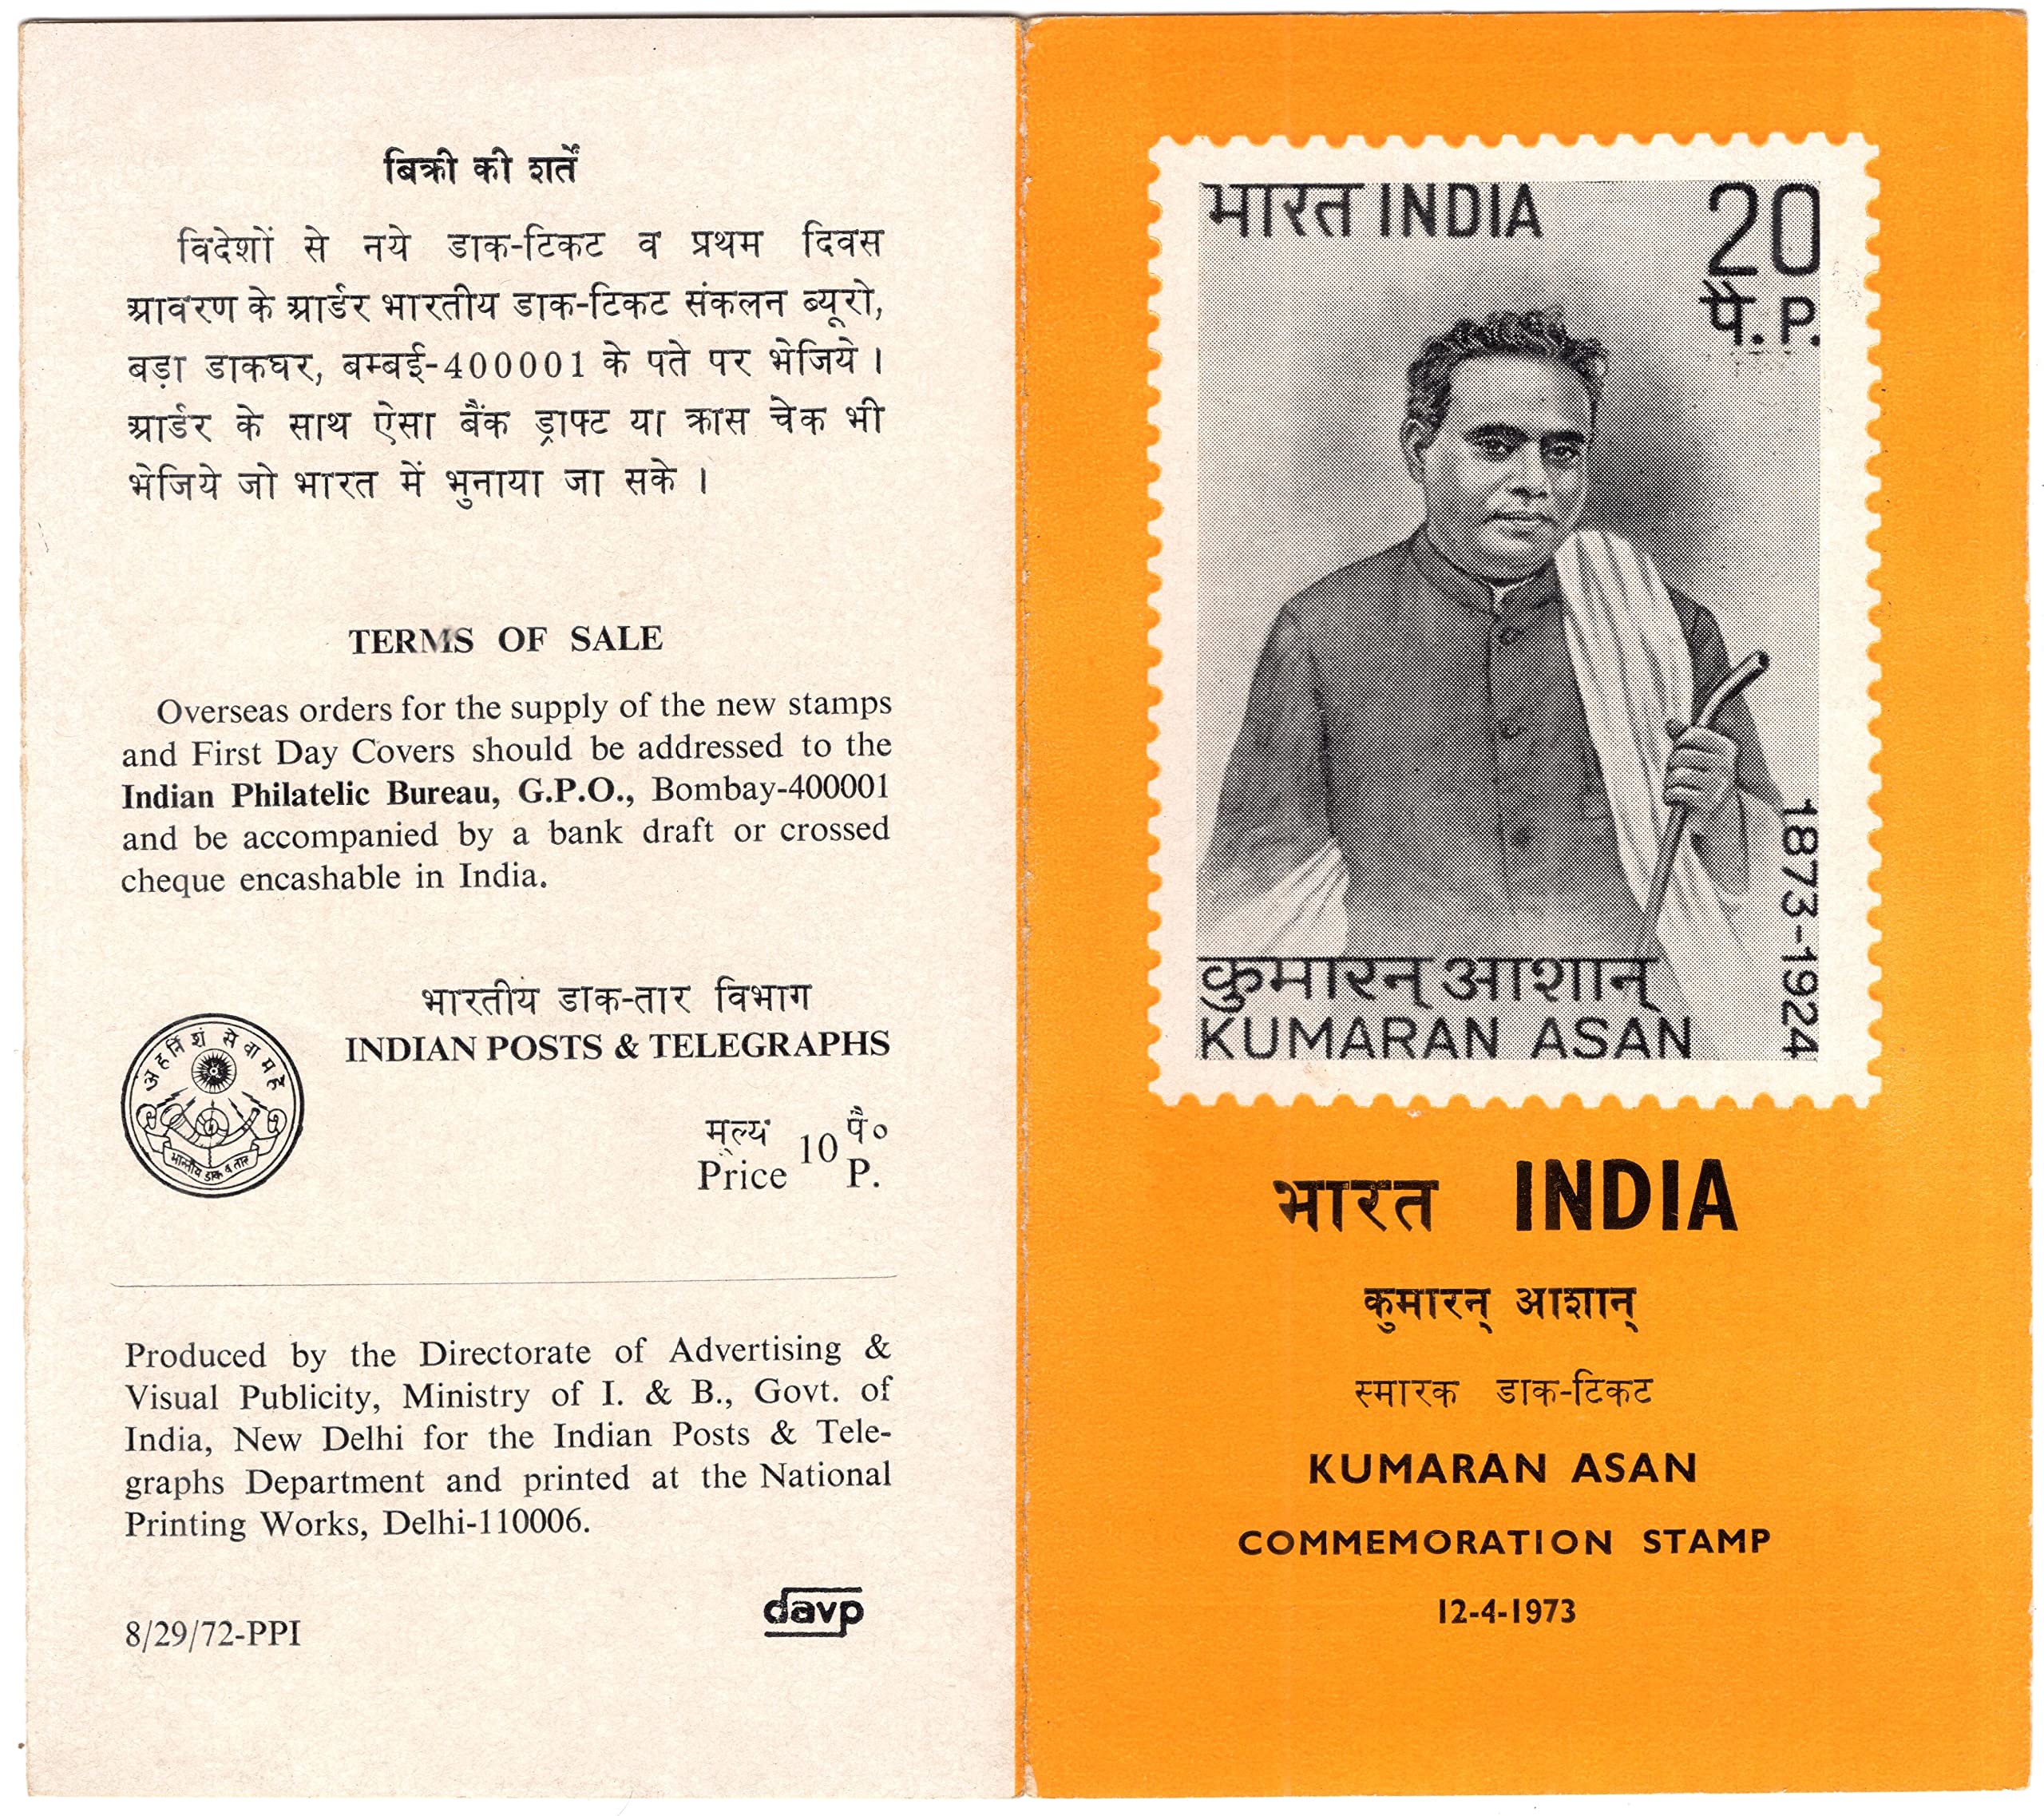 बिक्री की शर्तें
विदेशों से नये डाक-टिकट व प्रथम दिवस
आवरण के आर्डर भारतीय डाक-टिकट संकलन ब्यूरो,
बड़ा डाकघर, बम्बई-400001 के पते पर भेजिये ।
आर्डर के साथ ऐसा बैंक ड्राफ्ट या क्रास चेक भी
भेजिये जो भारत में भुनाया जा सके ।
TERMS OF SALE
Overseas orders for the supply of the new stamps
and First Day Covers should be addressed to the
Indian Philatelic Bureau, G.P.O., Bombay-400001
and be accompanied by a bank draft or crossed
cheque encashable in India.
भारतीय डाक-तार विभाग
INDIAN POSTS & TELEGRAPHS
अहर्निशं सेवामहे
भारतीय डाक व तार
मूल्य 10 पै०
Price P.
Produced by the Directorate of Advertising &
Visual Publicity, Ministry of I. & B., Govt. of
India, New Delhi for the Indian Posts & Tele-
graphs Department and printed at the National
Printing Works, Delhi-110006.
8/29/72-PPI
davp
भारत INDIA
20
पै. P.
1873-1924
कुमारन् आशान्
KUMARAN ASAN
भारत INDIA
कुमारन् आशान्
स्मारक डाक-टिकट
KUMARAN ASAN
COMMEMORATION STAMP
12-4-1973